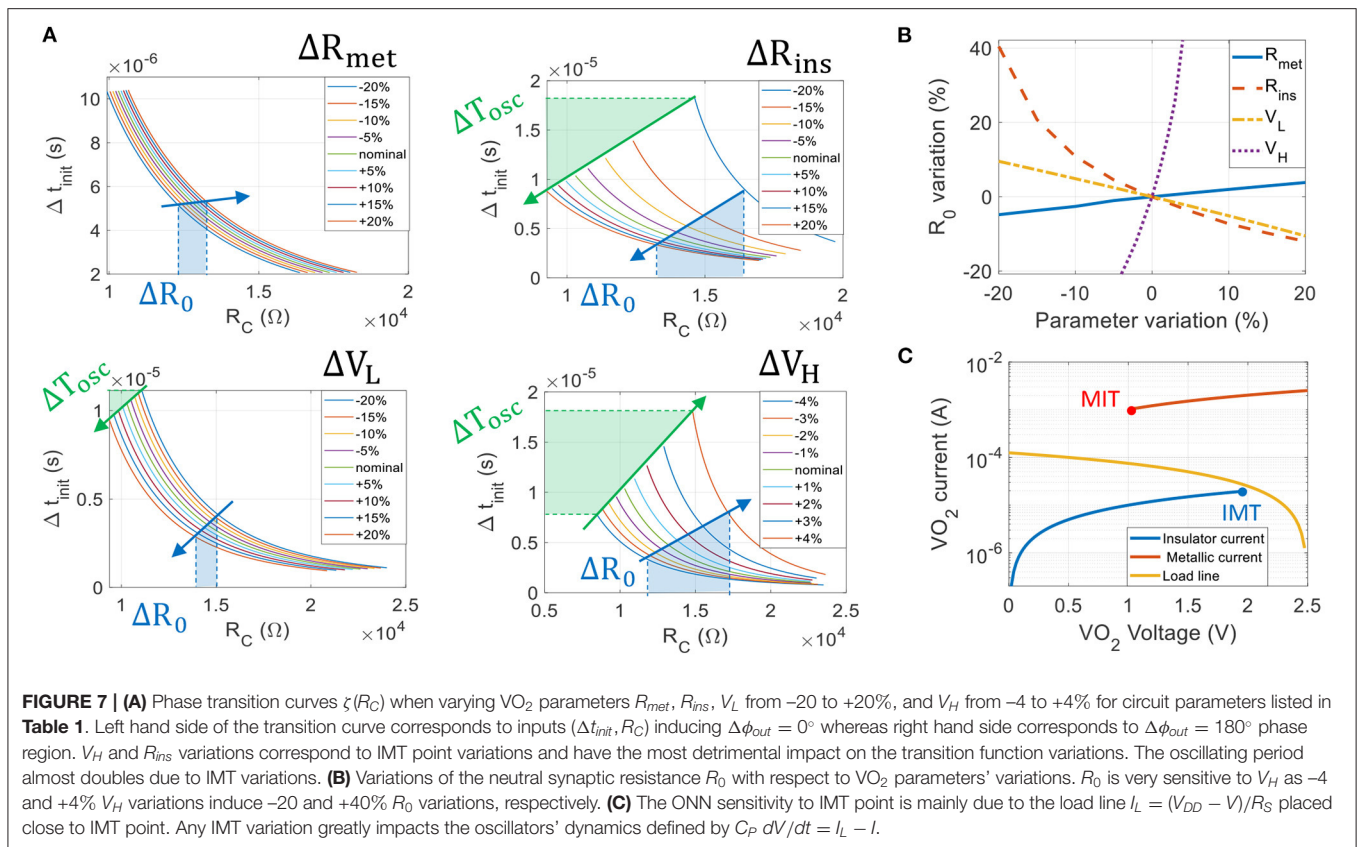 A
ΔR_met
×10^-6
10
8
6
4
2
Δ t_init (s)
1
1.5
2
×10^4
R_C (Ω)
ΔR_0
-20%
-15%
-10%
-5%
nominal
+5%
+10%
+15%
+20%
ΔR_ins
×10^-5
ΔT_osc
2
1.5
1
0.5
0
Δ t_init (s)
1
1.5
2
×10^4
R_C (Ω)
ΔR_0
-20%
-15%
-10%
-5%
nominal
+5%
+10%
+15%
+20%
ΔV_L
ΔT_osc
×10^-5
1
0.5
0
Δ t_init (s)
1
1.5
2
2.5
×10^4
R_C (Ω)
ΔR_0
-20%
-15%
-10%
-5%
nominal
+5%
+10%
+15%
+20%
ΔV_H
×10^-5
ΔT_osc
2
1.5
1
0.5
0
Δ t_init (s)
0.5
1
1.5
2
2.5
×10^4
R_C (Ω)
ΔR_0
-4%
-3%
-2%
-1%
nominal
+1%
+2%
+3%
+4%
B
40
20
0
-20
R_0 variation (%)
-20
-10
0
10
20
Parameter variation (%)
R_met
R_ins
V_L
V_H
C
10^-2
10^-4
10^-6
VO_2 current (A)
MIT
IMT
Insulator current
Metallic current
Load line
0
0.5
1
1.5
2
2.5
VO_2 Voltage (V)
FIGURE 7 | (A) Phase transition curves ζ(R_C) when varying VO_2 parameters R_met, R_ins, V_L from –20 to +20%, and V_H from –4 to +4% for circuit parameters listed in
Table 1. Left hand side of the transition curve corresponds to inputs (Δt_init, R_C) inducing Δϕ_out = 0° whereas right hand side corresponds to Δϕ_out = 180° phase
region. V_H and R_ins variations correspond to IMT point variations and have the most detrimental impact on the transition function variations. The oscillating period
almost doubles due to IMT variations. (B) Variations of the neutral synaptic resistance R_0 with respect to VO_2 parameters' variations. R_0 is very sensitive to V_H as –4
and +4% V_H variations induce –20 and +40% R_0 variations, respectively. (C) The ONN sensitivity to IMT point is mainly due to the load line I_L = (V_DD – V)/R_S placed
close to IMT point. Any IMT variation greatly impacts the oscillators' dynamics defined by C_P dV/dt = I_L – I.